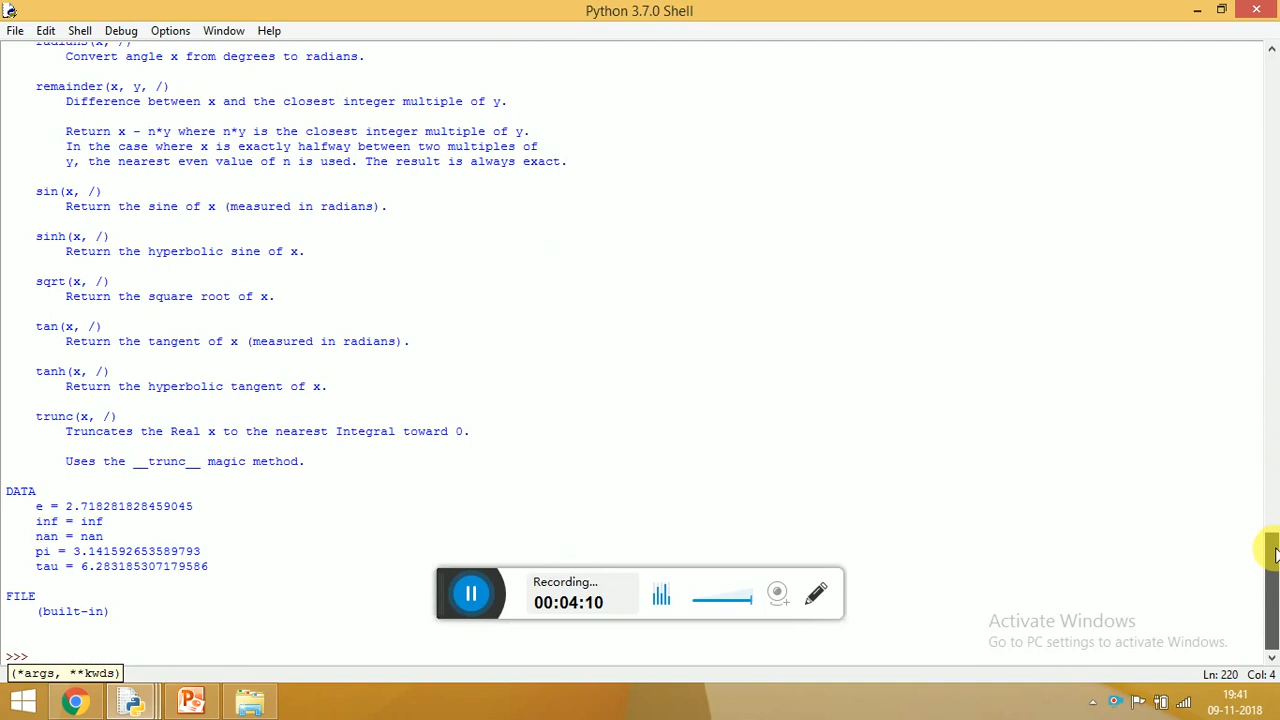 Python 3.7.0 Shell
File Edit Shell Debug Options Window Help
radians(x, /)
Convert angle x from degrees to radians.
remainder(x, y, /)
Difference between x and the closest integer multiple of y.
Return x - n*y where n*y is the closest integer multiple of y.
In the case where x is exactly halfway between two multiples of
y, the nearest even value of n is used. The result is always exact.
sin(x, /)
Return the sine of x (measured in radians).
sinh(x, /)
Return the hyperbolic sine of x.
sqrt(x, /)
Return the square root of x.
tan(x, /)
Return the tangent of x (measured in radians).
tanh(x, /)
Return the hyperbolic tangent of x.
trunc(x, /)
Truncates the Real x to the nearest Integral toward 0.
Uses the __trunc__ magic method.
DATA
e = 2.718281828459045
inf = inf
nan = nan
pi = 3.141592653589793
tau = 6.283185307179586
FILE
(built-in)
>>>
(*args, **kwds)
Recording...
00:04:10
Activate Windows
Go to PC settings to activate Windows.
Ln: 220 Col: 4
19:41
09-11-2018